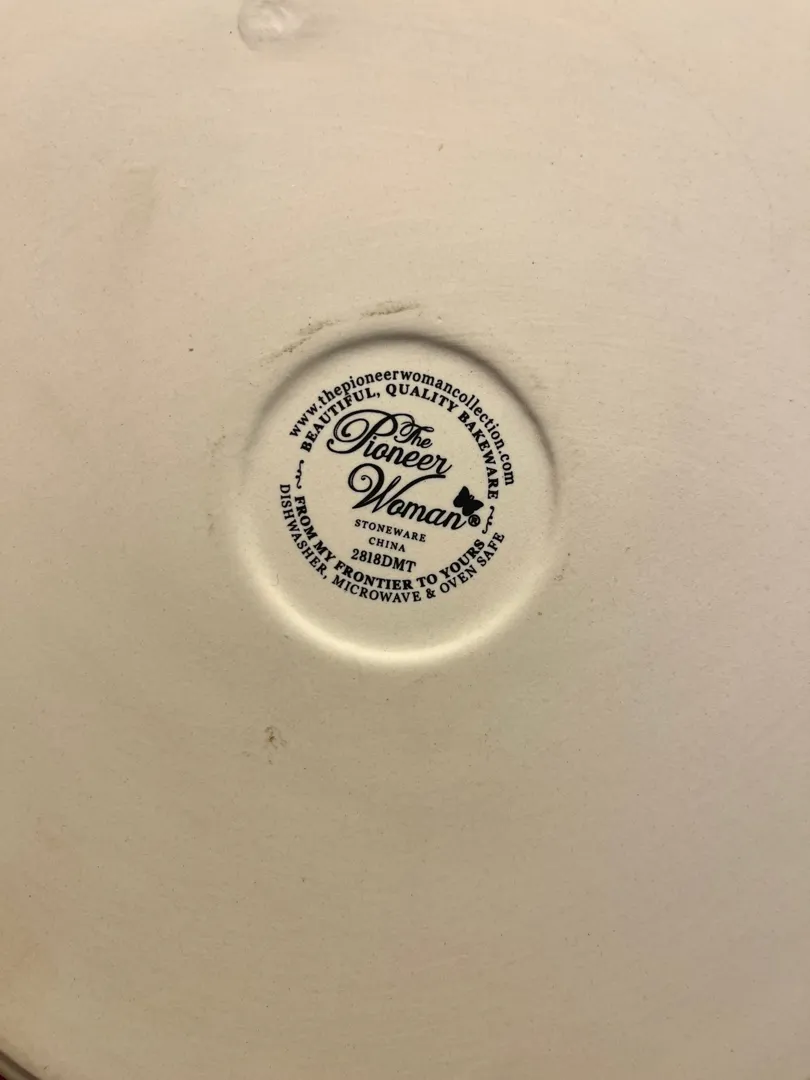 www.thepioneerwomancollection.com
BEAUTIFUL, QUALITY BAKEWARE
The
Pioneer
Woman®
STONEWARE
CHINA
2818DMT
FROM MY FRONTIER TO YOURS
DISHWASHER, MICROWAVE & OVEN SAFE